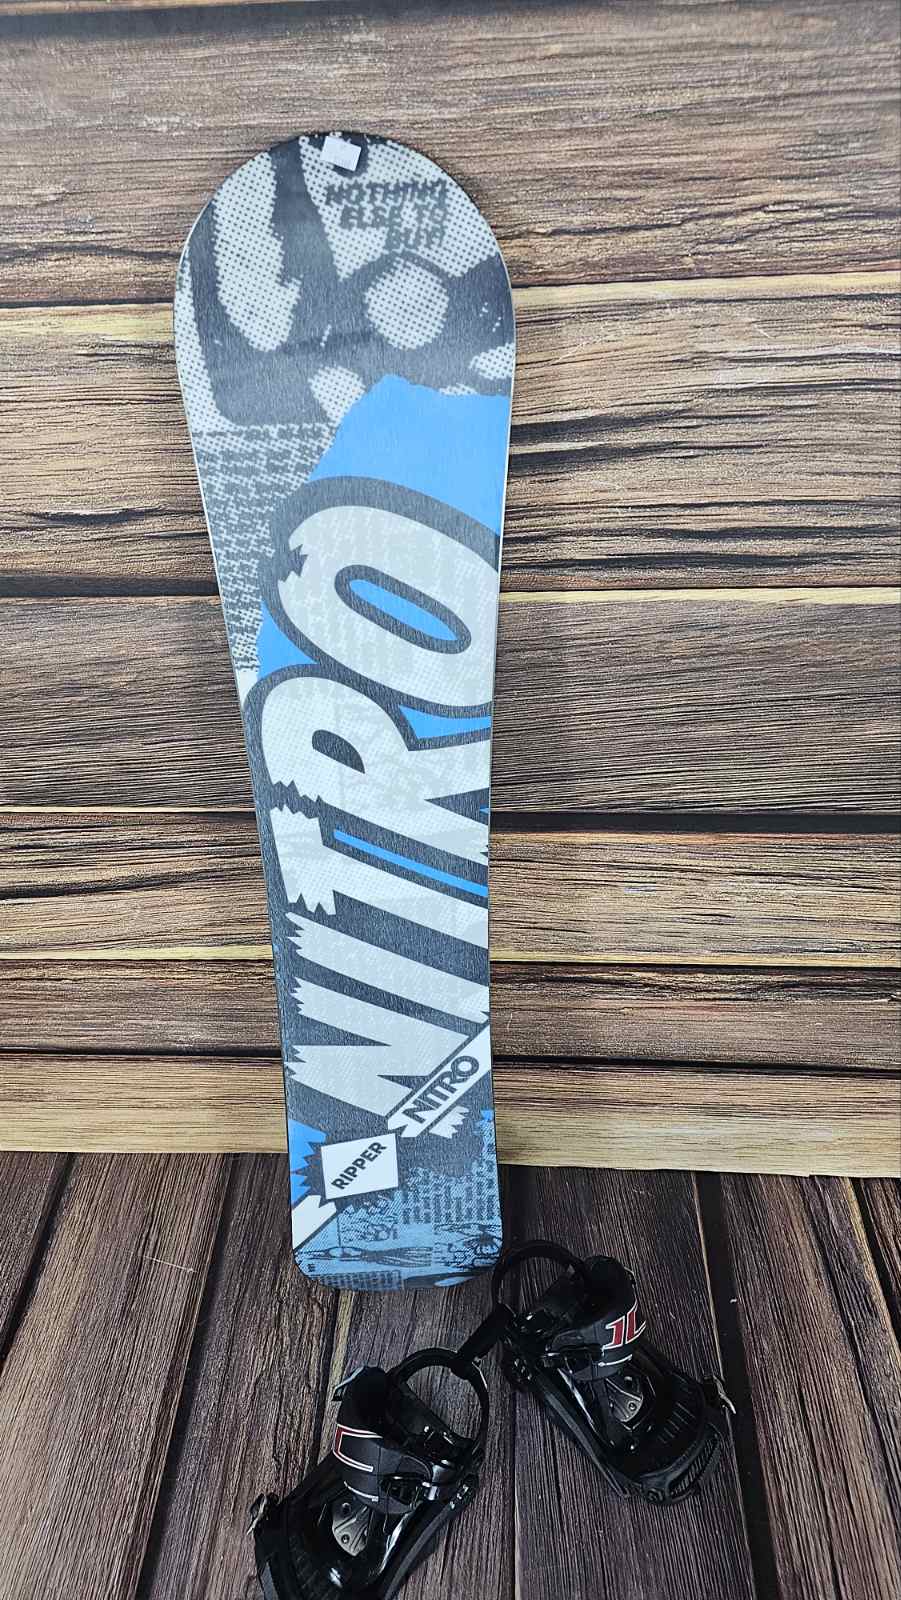 NOTHING
ELSE TO
BUY!
NITRO
NITRO
RIPPER